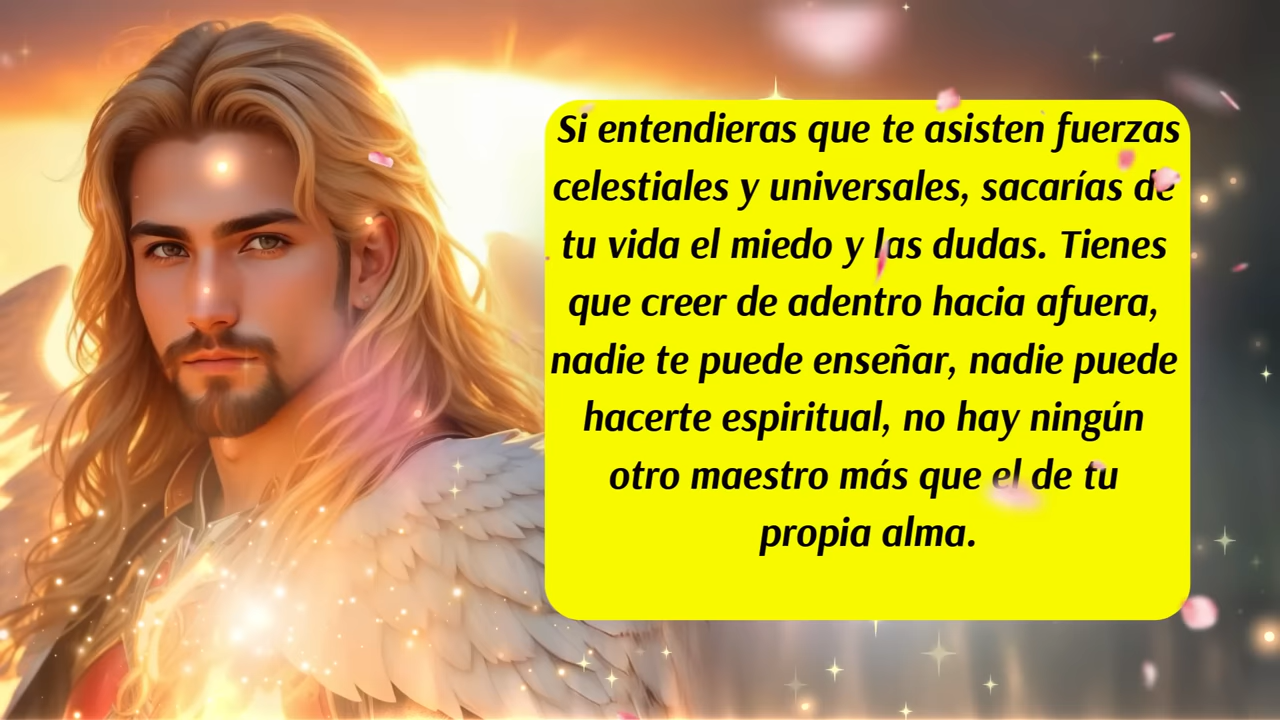 Si entendieras que te asisten fuerzas
celestiales y universales, sacarías de
tu vida el miedo y las dudas. Tienes
que creer de adentro hacia afuera,
nadie te puede enseñar, nadie puede
hacerte espiritual, no hay ningún
otro maestro más que el de tu
propia alma.